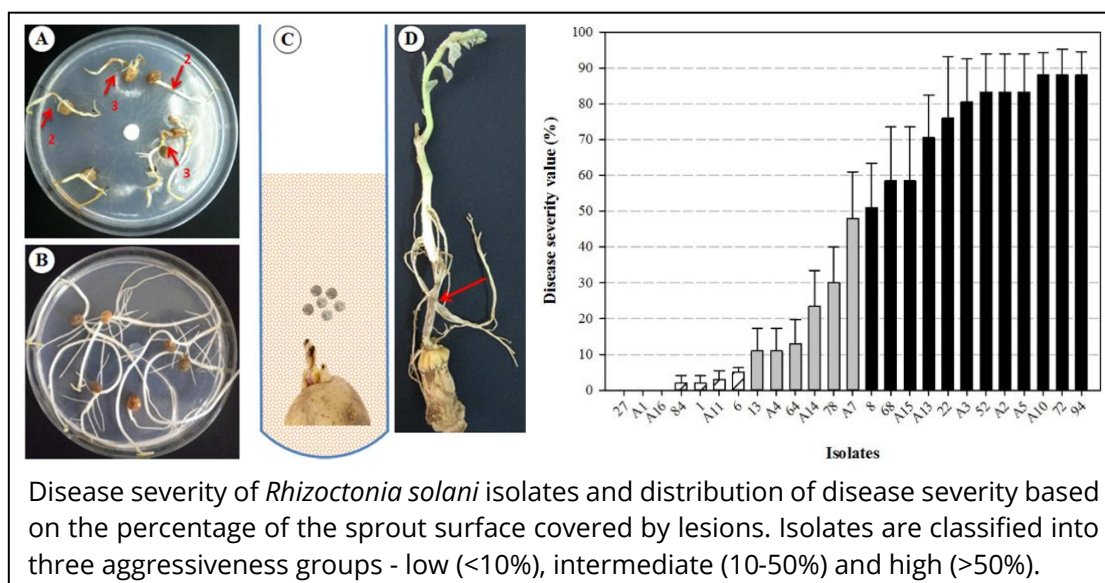 A
2
3
2
3
B
C
D
100
90
80
70
60
50
40
30
20
10
0
Disease severity value (%)
27 A1 A16 84 1 A11 6 13 A4 64 A14 78 A7 8 68 A15 A13 22 A3 52 A2 A5 A10 72 94
Isolates
Disease severity of Rhizoctonia solani isolates and distribution of disease severity based
on the percentage of the sprout surface covered by lesions. Isolates are classified into
three aggressiveness groups - low (<10%), intermediate (10-50%) and high (>50%).